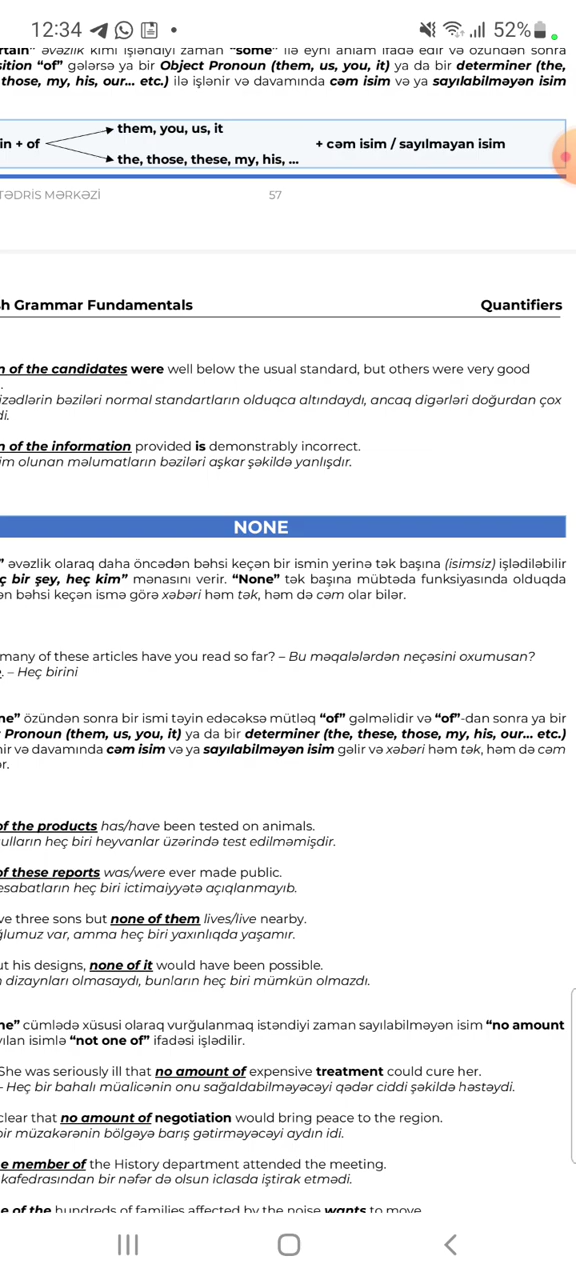 12:34 52%
əvəzlik kimi işləndiyi zaman "some" ilə eyni anlam ifadə edir və özündən sonra
"of" gələrsə ya bir Object Pronoun (them, us, you, it) ya da bir determiner (the,
those, my, his, our... etc.) ilə işlənir və davamında cəm isim və ya sayılabilməyən isim
in + of
them, you, us, it
the, those, these, my, his, ...
+ cəm isim / sayılmayan isim
TƏDRİS MƏRKƏZİ 57
h Grammar Fundamentals Quantifiers
n of the candidates were well below the usual standard, but others were very good
.
izədlərin bəziləri normal standartların olduqca altındaydı, ancaq digərləri doğurdan çox
di.
n of the information provided is demonstrably incorrect.
im olunan məlumatların bəziləri aşkar şəkildə yanlışdır.
NONE
" əvəzlik olaraq daha öncədən bəhsi keçən bir ismin yerinə tək başına (isimsiz) işlədiləbilir
ç bir şey, heç kim" mənasını verir. "None" tək başına mübtəda funksiyasında olduqda
ən bəhsi keçən ismə görə xəbəri həm tək, həm də cəm olar bilər.
many of these articles have you read so far? – Bu məqalələrdən neçəsini oxumusan?
. – Heç birini
ne" özündən sonra bir ismi təyin edəcəksə mütləq "of" gəlməlidir və "of"-dan sonra ya bir
Pronoun (them, us, you, it) ya da bir determiner (the, these, those, my, his, our... etc.)
nir və davamında cəm isim və ya sayılabilməyən isim gəlir və xəbəri həm tək, həm də cəm
ər.
of the products has/have been tested on animals.
ulların heç biri heyvanlar üzərində test edilməmişdir.
of these reports was/were ever made public.
esabatların heç biri ictimaiyyətə açıqlanmayıb.
ve three sons but none of them lives/live nearby.
ğlumuz var, amma heç biri yaxınlıqda yaşamır.
ut his designs, none of it would have been possible.
n dizaynları olmasaydı, bunların heç biri mümkün olmazdı.
ne" cümlədə xüsusi olaraq vurğulanmaq istəndiyi zaman sayılabilməyən isim "no amount
yılan isimlə "not one of" ifadəsi işlədilir.
She was seriously ill that no amount of expensive treatment could cure her.
– Heç bir bahalı müalicənin onu sağaldabilməyəcəyi qədər ciddi şəkildə həstəydi.
clear that no amount of negotiation would bring peace to the region.
bir müzakərənin bölgəyə barış gətirməyəcəyi aydın idi.
e member of the History department attended the meeting.
kafedrasından bir nəfər də olsun iclasda iştirak etmədi.
e of the hundreds of families affected by the noise wants to move